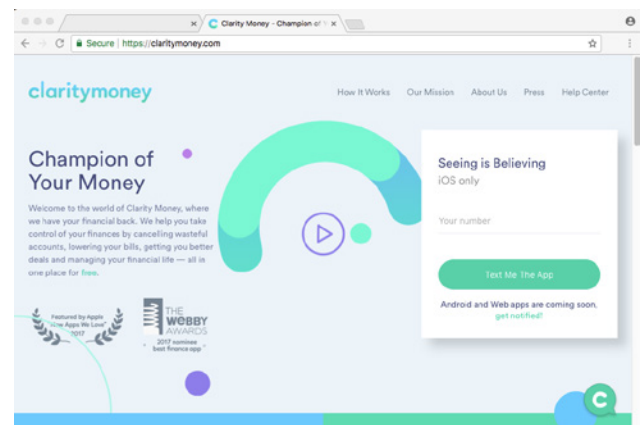 Clarity Money - Champion of Y
Secure | https://claritymoney.com
claritymoney
How It Works Our Mission About Us Press Help Center
Champion of
Your Money
Welcome to the world of Clarity Money, where
we have your financial back. We help you take
control of your finances by cancelling wasteful
accounts, lowering your bills, getting you better
deals and managing your financial life — all in
one place for free.
Featured by Apple
"New Apps We Love"
2017
THE
WEBBY
AWARDS
2017 nominee
" best finance app "
Seeing is Believing
iOS only
Your number
Text Me The App
Android and Web apps are coming soon,
get notified!
C